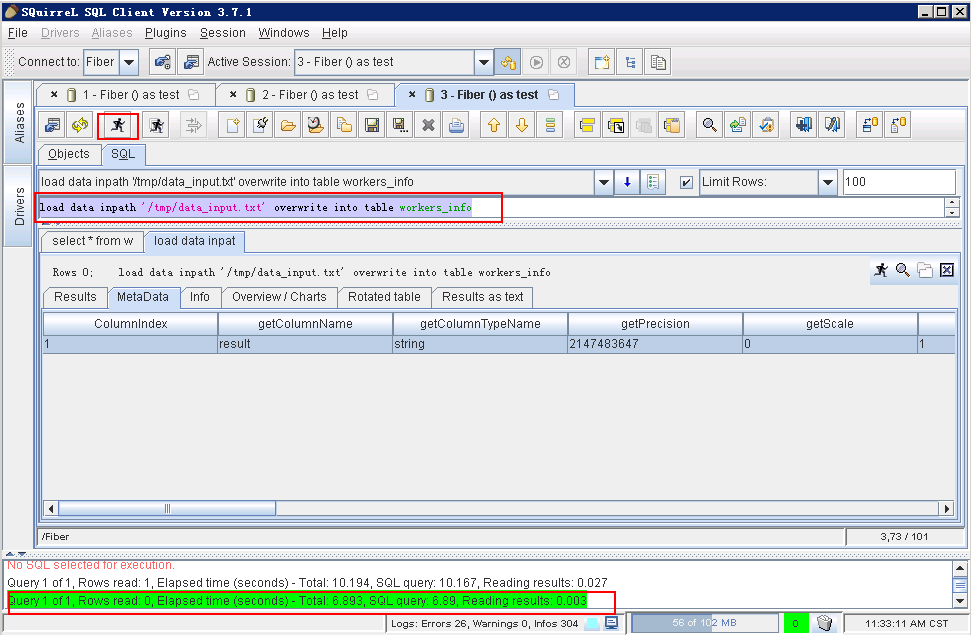 SQuirreL SQL Client Version 3.7.1
File Drivers Aliases Plugins Session Windows Help
Connect to: Fiber Active Session: 3 - Fiber () as test
1 - Fiber () as test 2 - Fiber () as test 3 - Fiber () as test
Aliases
Drivers
Objects SQL
load data inpath '/tmp/data_input.txt' overwrite into table workers_info Limit Rows: 100
load data inpath '/tmp/data_input.txt' overwrite into table workers_info
select * from w load data inpat
Rows 0; load data inpath '/tmp/data_input.txt' overwrite into table workers_info
Results MetaData Info Overview / Charts Rotated table Results as text
ColumnIndex getColumnName getColumnTypeName getPrecision getScale
1 result string 2147483647 0 1
/Fiber 3,73 / 101
No SQL selected for execution.
Query 1 of 1, Rows read: 1, Elapsed time (seconds) - Total: 10.194, SQL query: 10.167, Reading results: 0.027
Query 1 of 1, Rows read: 0, Elapsed time (seconds) - Total: 6.893, SQL query: 6.89, Reading results: 0.003
Logs: Errors 26, Warnings 0, Infos 304 56 of 102 MB 0 11:33:11 AM CST